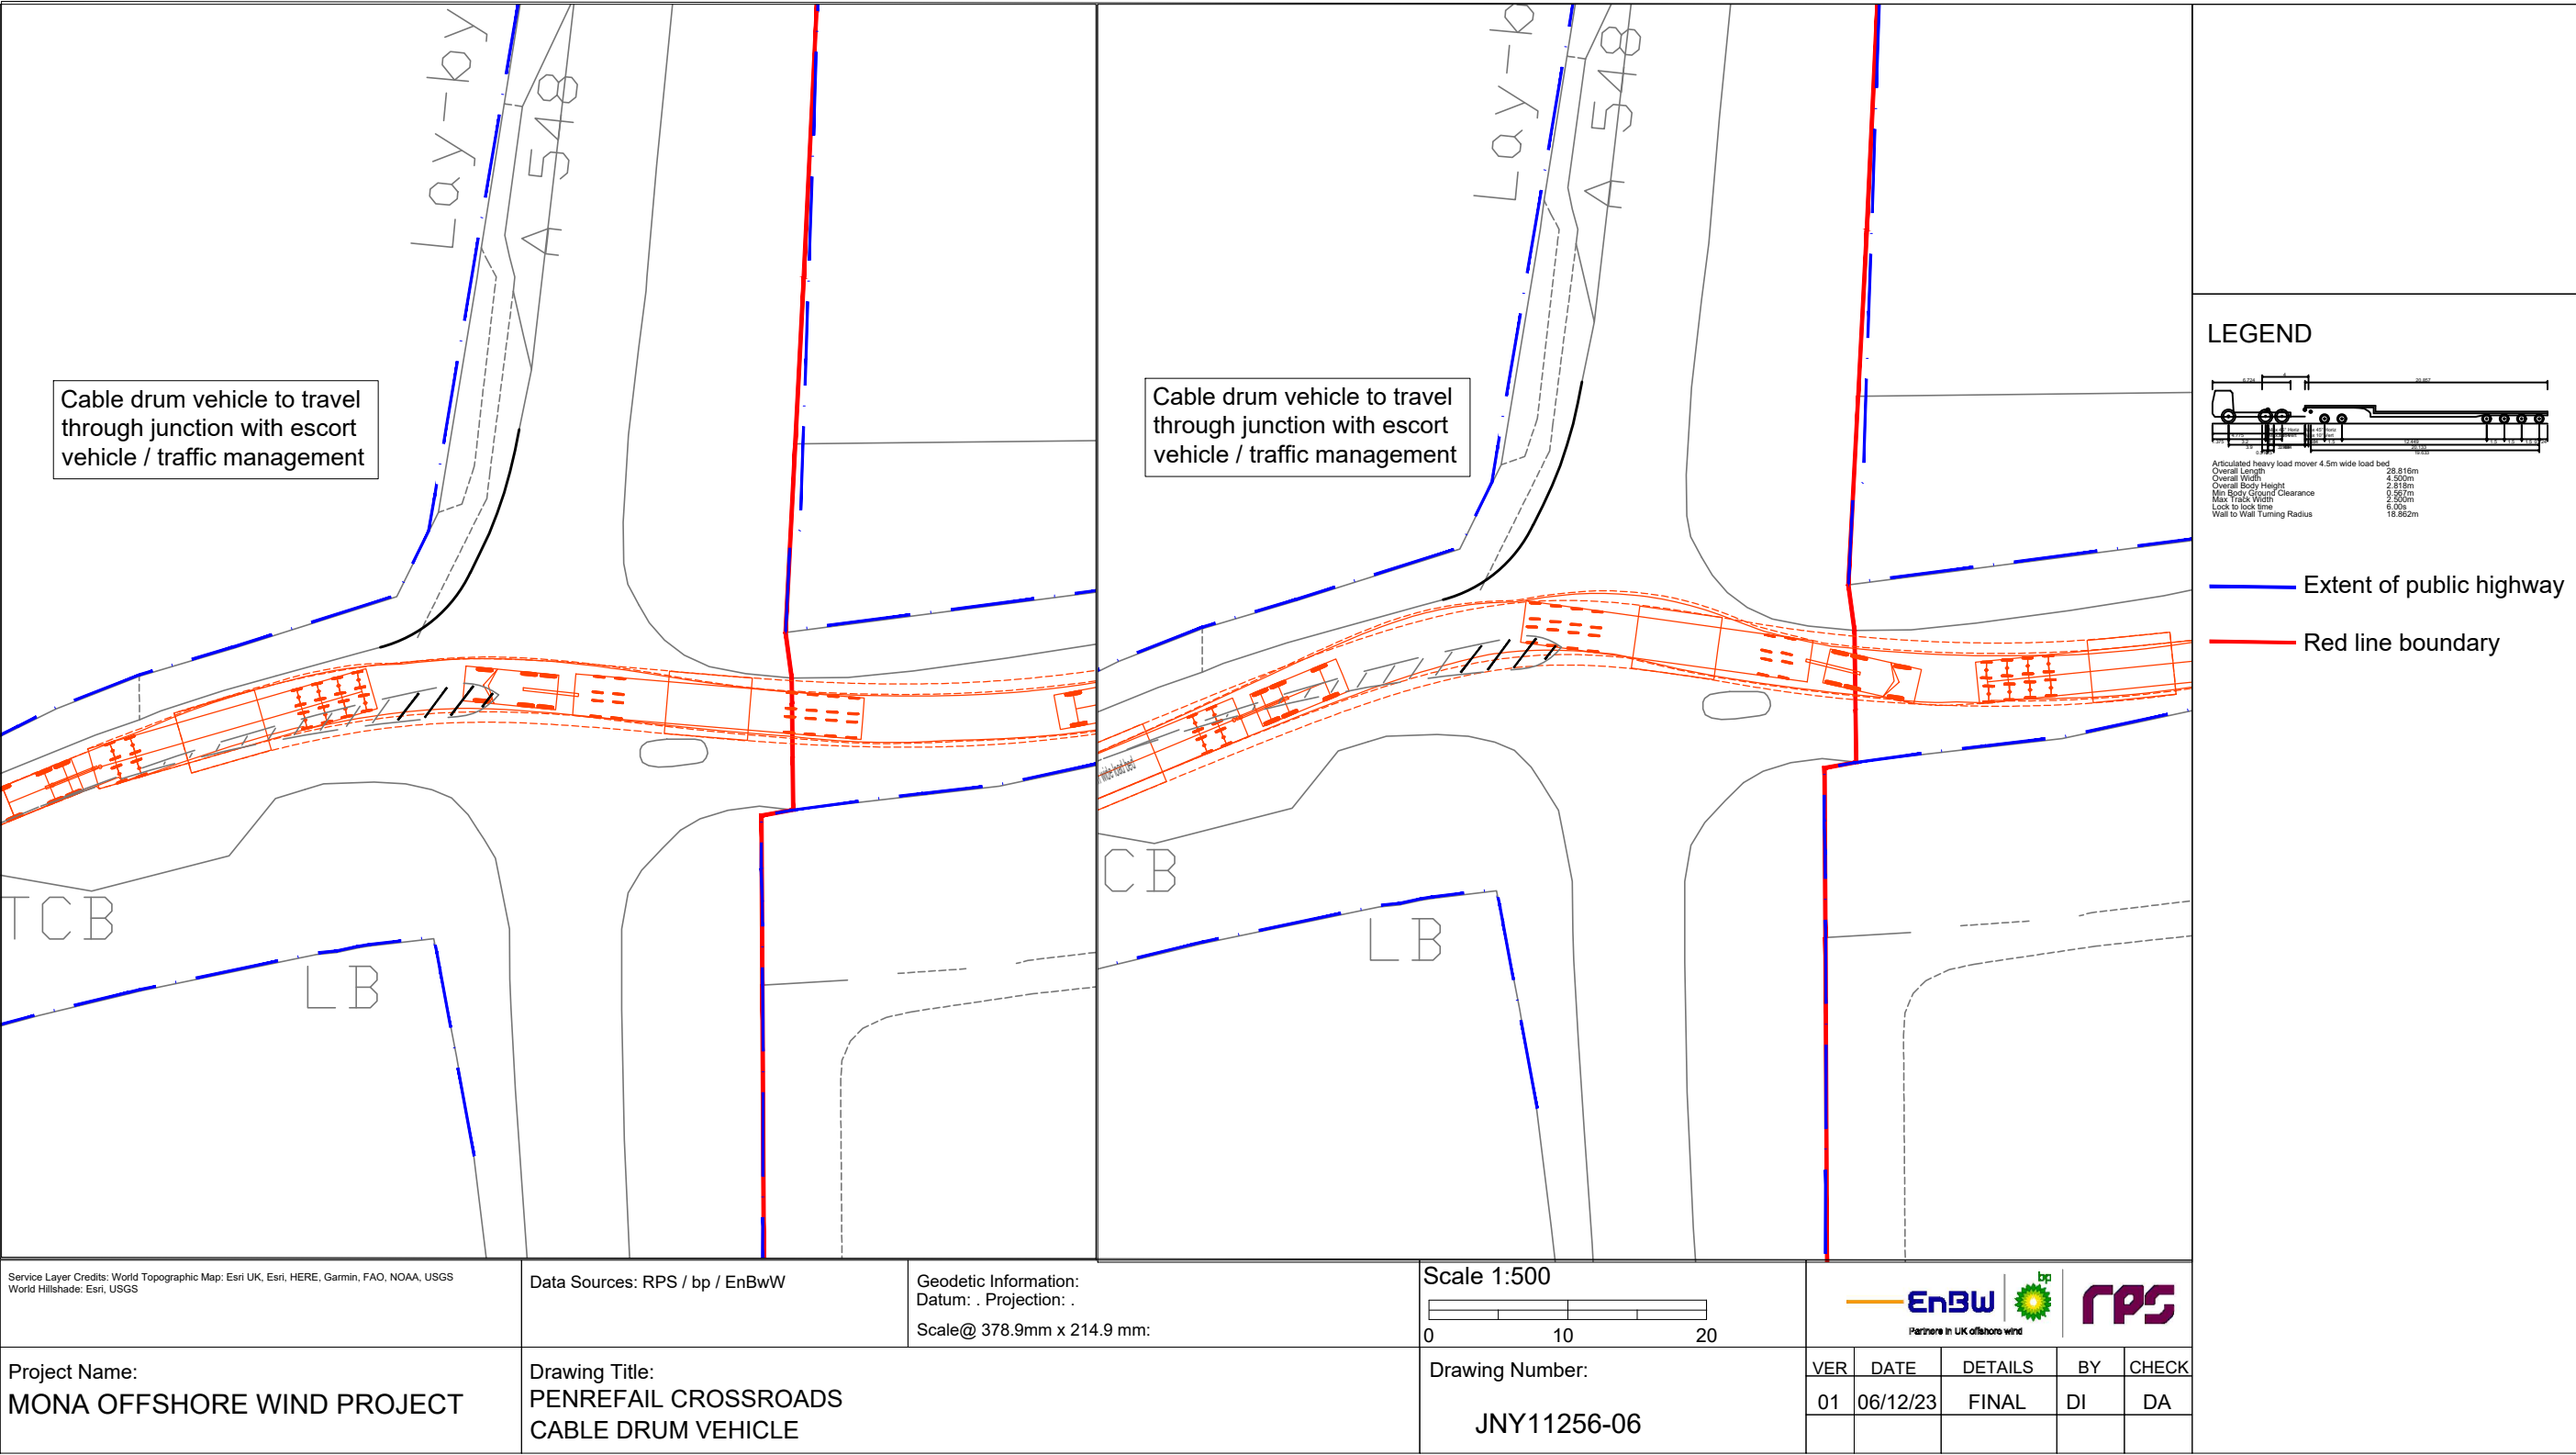 Lay-by
A 548
Cable drum vehicle to travel
through junction with escort
vehicle / traffic management
TCB
LB
Lay-b
A 548
Cable drum vehicle to travel
through junction with escort
vehicle / traffic management
wide load bed
CB
LB
LEGEND
6.724
4
20.857
Articulated heavy load mover 4.5m wide load bed
Overall Length 28.816m
Overall Width 4.500m
Overall Body Height 2.818m
Min Body Ground Clearance 0.567m
Max Track Width 2.500m
Lock to lock time 6.00s
Wall to Wall Turning Radius 18.862m
Extent of public highway
Red line boundary
Service Layer Credits: World Topographic Map: Esri UK, Esri, HERE, Garmin, FAO, NOAA, USGS
World Hillshade: Esri, USGS
Data Sources: RPS / bp / EnBwW
Geodetic Information:
Datum: . Projection: .
Scale@ 378.9mm x 214.9 mm:
Scale 1:500
0 10 20
EnBW
bp
Partners in UK offshore wind
rps
Project Name:
MONA OFFSHORE WIND PROJECT
Drawing Title:
PENREFAIL CROSSROADS
CABLE DRUM VEHICLE
Drawing Number:
JNY11256-06
VER DATE DETAILS BY CHECK
01 06/12/23 FINAL DI DA